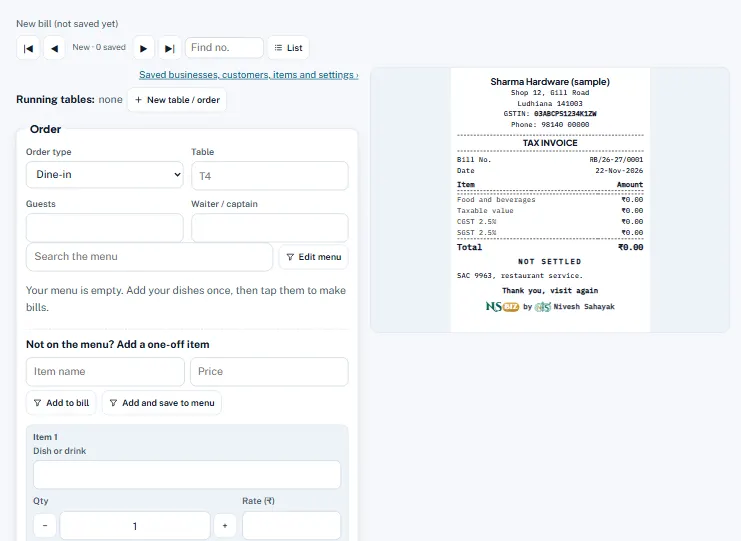 New bill (not saved yet)
New · 0 saved
Find no.
List
Saved businesses, customers, items and settings ›
Running tables: none
+ New table / order
Order
Order type
Table
Dine-in
T4
Guests
Waiter / captain
Search the menu
Edit menu
Your menu is empty. Add your dishes once, then tap them to make
bills.
Not on the menu? Add a one-off item
Item name
Price
Add to bill
Add and save to menu
Item 1
Dish or drink
Qty
Rate (₹)
-
1
+
Sharma Hardware (sample)
Shop 12, Gill Road
Ludhiana 141003
GSTIN: 03ABCPS1234K1ZW
Phone: 98140 00000
TAX INVOICE
Bill No. RB/26-27/0001
Date 22-Nov-2026
Item Amount
Food and beverages ₹0.00
Taxable value ₹0.00
CGST 2.5% ₹0.00
SGST 2.5% ₹0.00
Total ₹0.00
NOT SETTLED
SAC 9963, restaurant service.
Thank you, visit again
NS BIZ by NS Nivesh Sahayak